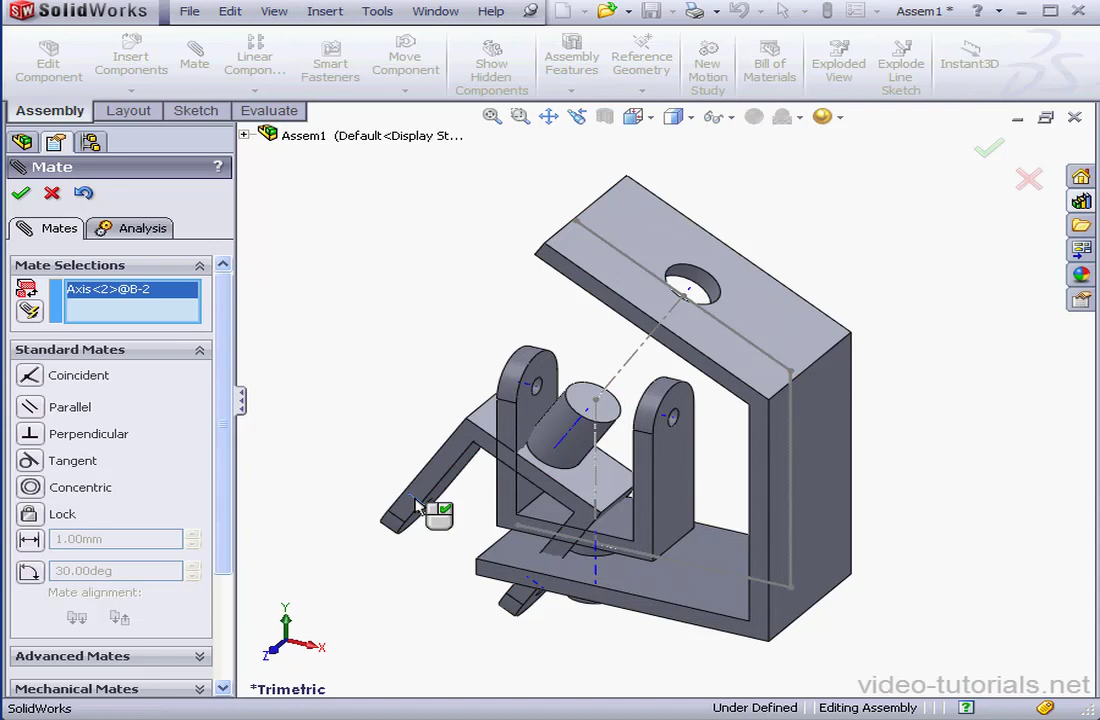 SolidWorks File Edit View Insert Tools Window Help Assem1 * ?
Edit Component
Insert Components
Mate
Linear Compon...
Smart Fasteners
Move Component
Show Hidden Components
Assembly Features
Reference Geometry
New Motion Study
Bill of Materials
Exploded View
Explode Line Sketch
Instant3D
Assembly Layout Sketch Evaluate
Assem1 (Default<Display St...
Mate ?
Mates Analysis
Mate Selections
Axis<2>@B-2
Standard Mates
Coincident
Parallel
Perpendicular
Tangent
Concentric
Lock
1.00mm
30.00deg
Mate alignment:
Advanced Mates
Mechanical Mates
Y
X
Z
*Trimetric
video-tutorials.net
SolidWorks Under Defined Editing Assembly ?